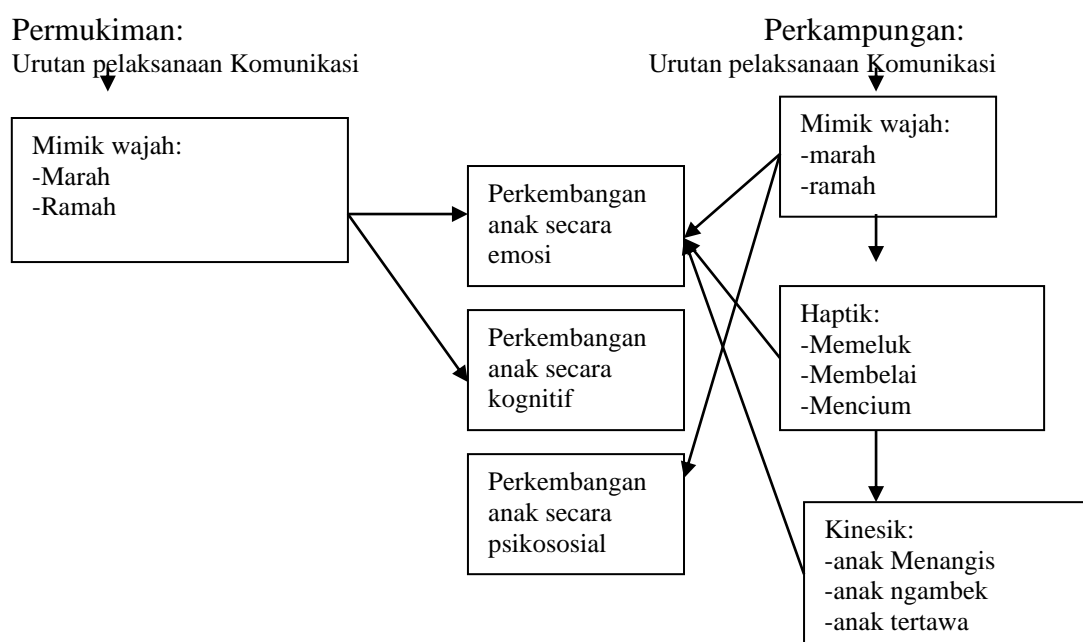 Permukiman:
Urutan pelaksanaan Komunikasi
Mimik wajah:
-Marah
-Ramah
Perkembangan
anak secara
emosi
Perkembangan
anak secara
kognitif
Perkembangan
anak secara
psikososial
Perkampungan:
Urutan pelaksanaan Komunikasi
Mimik wajah:
-marah
-ramah
Haptik:
-Memeluk
-Membelai
-Mencium
Kinesik:
-anak Menangis
-anak ngambek
-anak tertawa